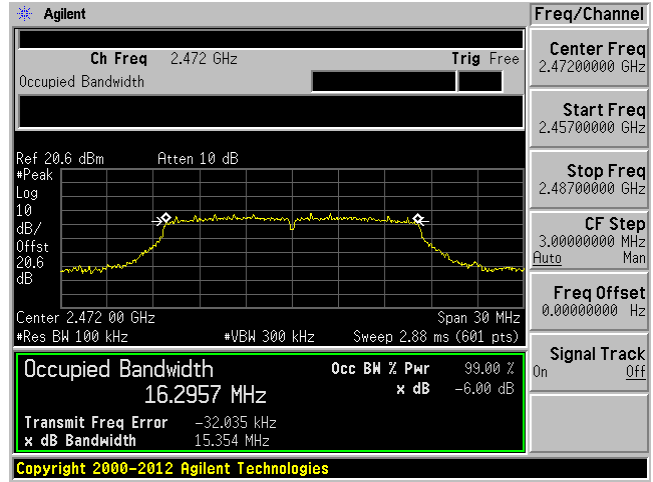 Agilent
Freq/Channel
Ch Freq 2.472 GHz Trig Free
Occupied Bandwidth
Center Freq
2.47200000 GHz
Start Freq
2.45700000 GHz
Stop Freq
2.48700000 GHz
CF Step
3.00000000 MHz
Auto Man
Freq Offset
0.00000000 Hz
Signal Track
On Off
Ref 20.6 dBm Atten 10 dB
#Peak
Log
10
dB/
Offst
20.6
dB
Center 2.472 00 GHz Span 30 MHz
#Res BW 100 kHz #VBW 300 kHz Sweep 2.88 ms (601 pts)
Occupied Bandwidth Occ BW % Pwr 99.00 %
16.2957 MHz x dB -6.00 dB
Transmit Freq Error -32.035 kHz
x dB Bandwidth 15.354 MHz
Copyright 2000-2012 Agilent Technologies